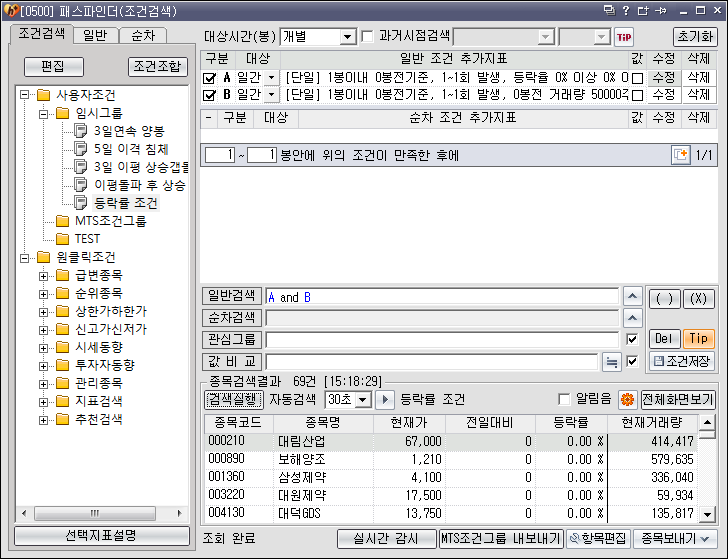 [0500] 패스파인더(조건검색)
조건검색 일반 순차
편집 조건조합
사용자조건
임시그룹
3일연속 양봉
5일 이격 침체
3일 이평 상승갭
이평돌파 후 상승
등락률 조건
MTS조건그룹
TEST
원클릭조건
급변종목
순위종목
상한가하한가
신고가신저가
시세동향
투자자동향
관리종목
지표검색
추천검색
선택지표설명
대상시간(봉) 개별 과거시점검색 TIP 초기화
구분 대상 일반 조건 추가지표 값 수정 삭제
A 일간 [단일] 1봉이내 0봉전기준, 1~1회 발생, 등락율 0% 이상 0% 수정 삭제
B 일간 [단일] 1봉이내 0봉전기준, 1~1회 발생, 0봉전 거래량 50000 수정 삭제
- 구분 대상 순차 조건 추가지표 값 수정 삭제
1 ~ 1 봉안에 위의 조건이 만족한 후에 1/1
일반검색 A and B ( ) (X)
순차검색
관심그룹 Del Tip
값 비 교 조건저장
종목검색결과 69건 [15:18:29]
검색실행 자동검색 30초 등락률 조건 알림음 전체화면보기
종목코드 종목명 현재가 전일대비 등락률 현재거래량
000210 대림산업 67,000 0 0.00 % 414,417
000890 보해양조 1,210 0 0.00 % 579,635
001360 삼성제약 4,100 0 0.00 % 336,040
003220 대원제약 17,500 0 0.00 % 59,934
004130 대덕GDS 13,750 0 0.00 % 135,817
조회 완료 실시간 감시 MTS조건그룹 내보내기 항목편집 종목보내기